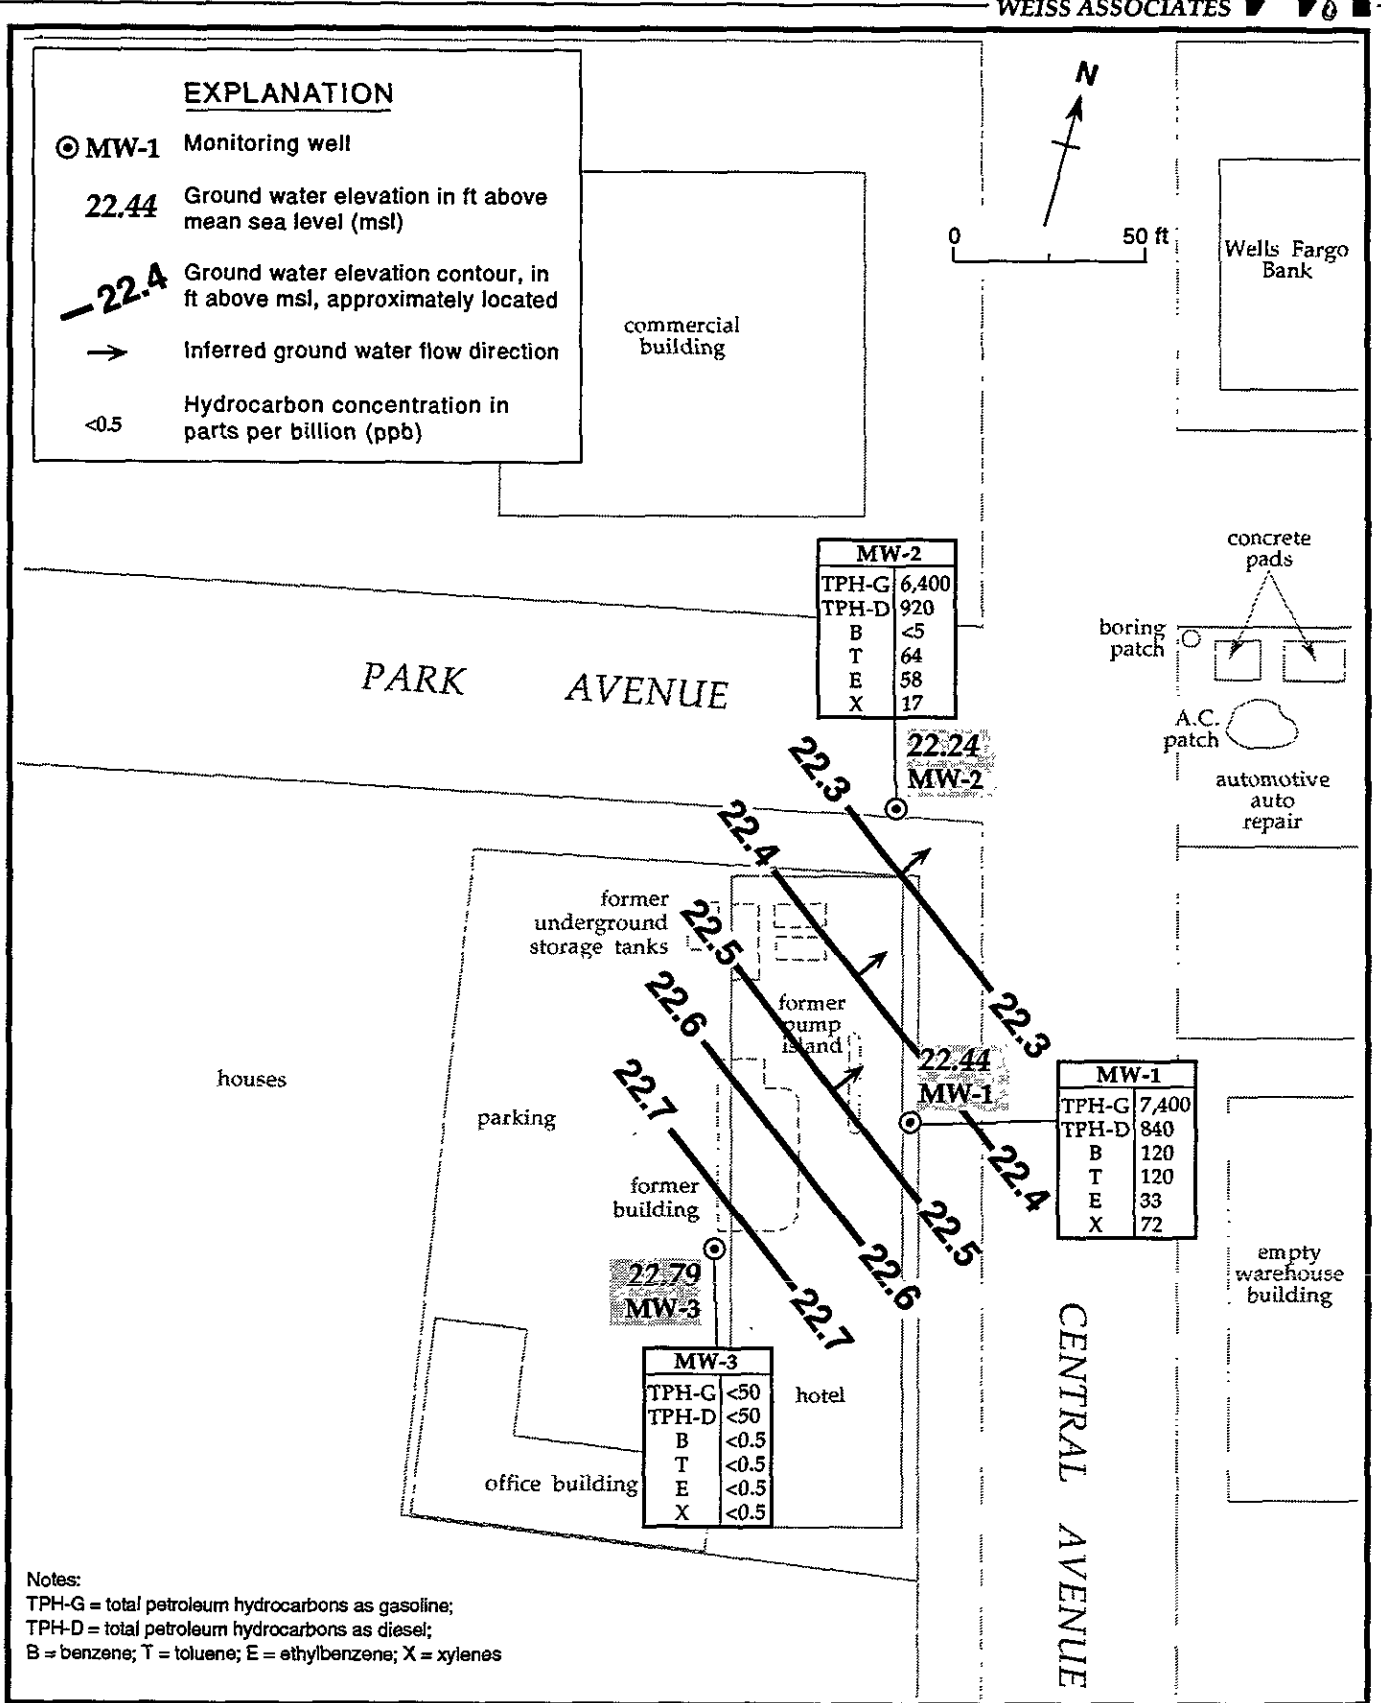 WEISS ASSOCIATES
EXPLANATION
MW-1 Monitoring well
22.44 Ground water elevation in ft above
mean sea level (msl)
22.4 Ground water elevation contour, in
ft above msl, approximately located
Inferred ground water flow direction
<0.5 Hydrocarbon concentration in
parts per billion (ppb)
N
0 50 ft
Wells Fargo
Bank
commercial
building
concrete
pads
boring
patch
A.C.
patch
automotive
auto
repair
MW-2
TPH-G 6,400
TPH-D 920
B <5
T 64
E 58
X 17
PARK AVENUE
22.24
MW-2
22.3
22.4
22.5
22.6
22.7
former
underground
storage tanks
former
pump
island
22.3
22.44
MW-1
MW-1
TPH-G 7,400
TPH-D 840
B 120
T 120
E 33
X 72
22.4
22.5
22.6
22.7
houses
parking
former
building
22.79
MW-3
MW-3
TPH-G <50
TPH-D <50
B <0.5
T <0.5
E <0.5
X <0.5
hotel
office building
empty
warehouse
building
CENTRAL AVENUE
Notes:
TPH-G = total petroleum hydrocarbons as gasoline;
TPH-D = total petroleum hydrocarbons as diesel;
B = benzene; T = toluene; E = ethylbenzene; X = xylenes